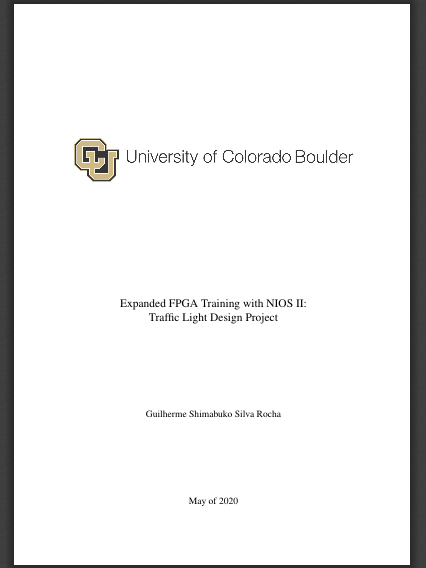 CU University of Colorado Boulder
Expanded FPGA Training with NIOS II:
Traffic Light Design Project
Guilherme Shimabuko Silva Rocha
May of 2020